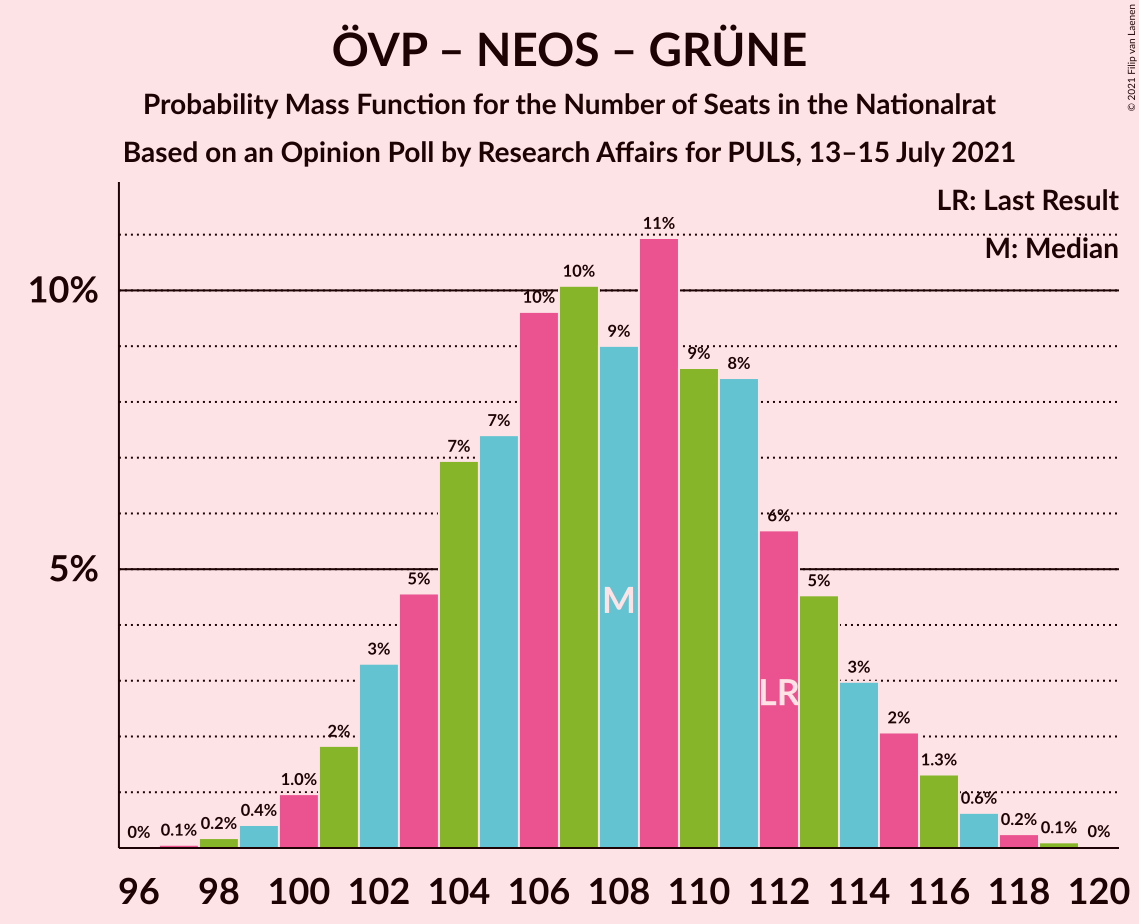 ÖVP – NEOS – GRÜNE
Probability Mass Function for the Number of Seats in the Nationalrat
Based on an Opinion Poll by Research Affairs for PULS, 13–15 July 2021
© 2021 Filip van Laenen
LR: Last Result
M: Median
10%
5%
0% 0.1% 0.2% 0.4% 1.0% 2% 3% 5% 7% 7% 10% 10% 9% 11% 9% 8% 6% 5% 3% 2% 1.3% 0.6% 0.2% 0.1% 0%
M
LR
96 98 100 102 104 106 108 110 112 114 116 118 120